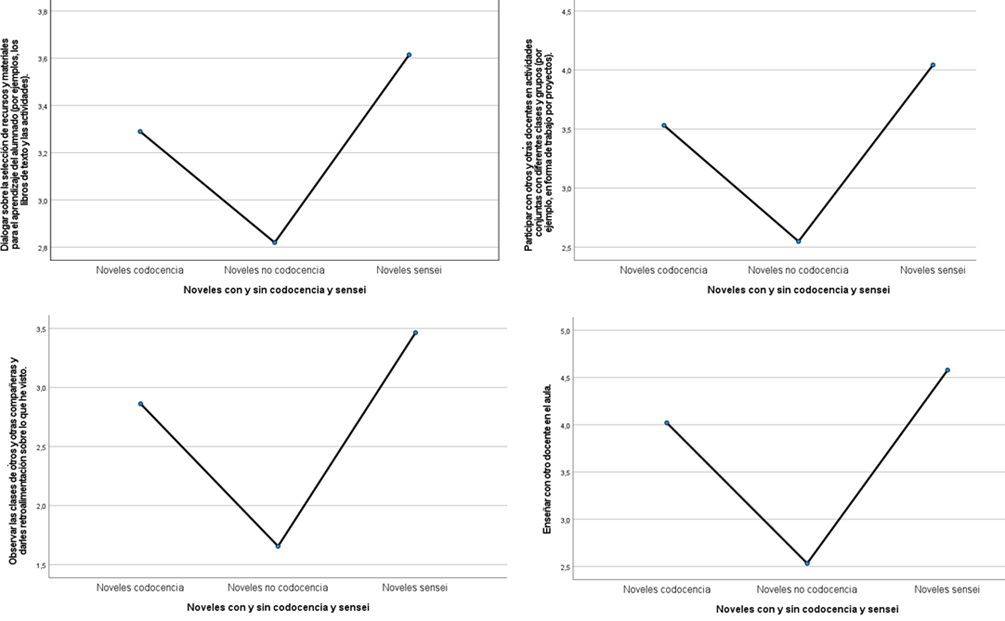 Dialogar sobre la selección de recursos y materiales
para el aprendizaje del alumnado (por ejemplos, los
libros de texto y las actividades).
3,8
3,6
3,4
3,2
3,0
2,8
Noveles codocencia Noveles no codocencia Noveles sensei
Noveles con y sin codocencia y sensei
Participar con otros y otras docentes en actividades
conjuntas con diferentes clases y grupos (por
ejemplo, en forma de trabajo por proyectos).
4,5
4,0
3,5
3,0
2,5
Noveles codocencia Noveles no codocencia Noveles sensei
Noveles con y sin codocencia y sensei
Observar las clases de otros y otras compañeras y
darles retroalimentación sobre lo que he visto.
3,5
3,0
2,5
2,0
1,5
Noveles codocencia Noveles no codocencia Noveles sensei
Noveles con y sin codocencia y sensei
Enseñar con otro docente en el aula.
5,0
4,5
4,0
3,5
3,0
2,5
Noveles codocencia Noveles no codocencia Noveles sensei
Noveles con y sin codocencia y sensei